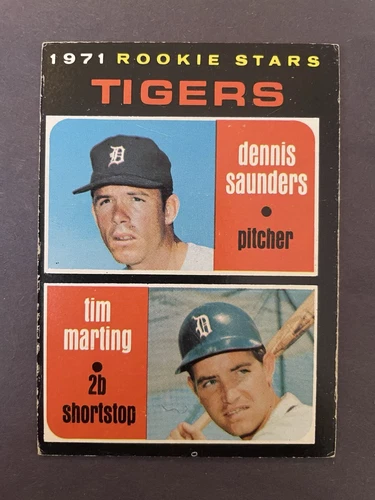 1971 ROOKIE STARS
TIGERS
D
dennis
saunders
•
pitcher
tim
marting
•
2b
shortstop
D